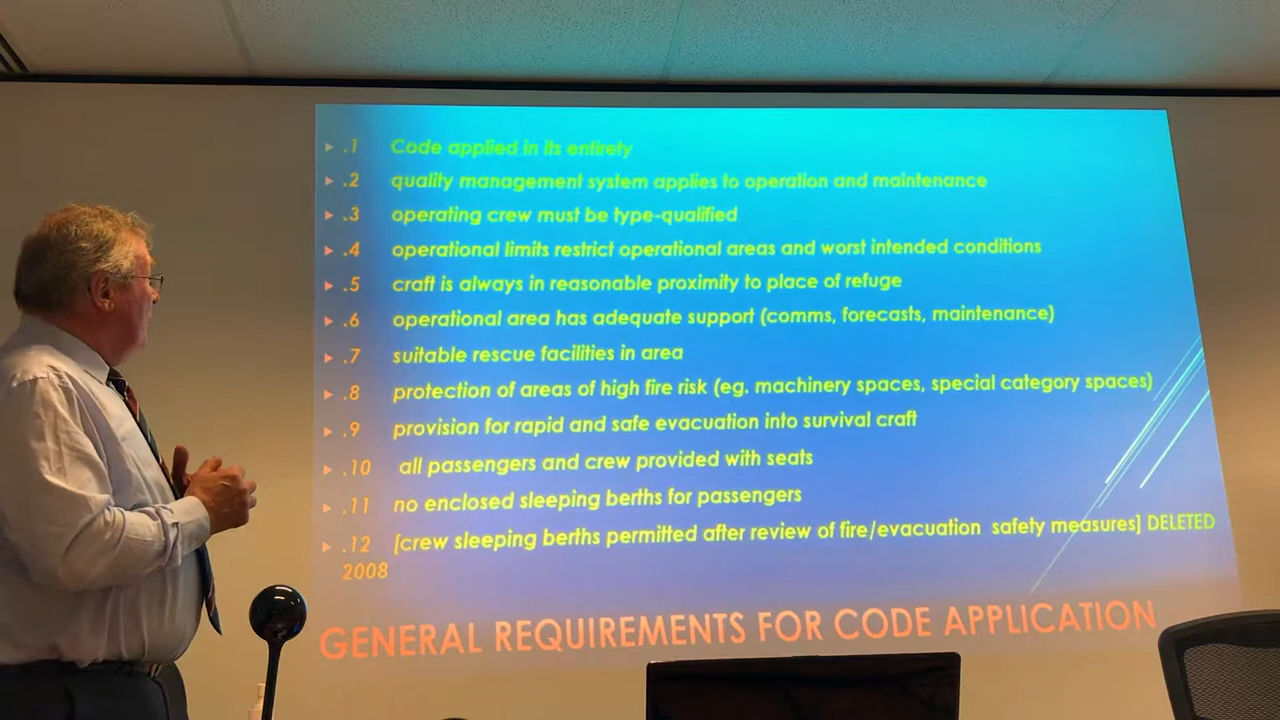 .1 Code applied in its entirety
.2 quality management system applies to operation and maintenance
.3 operating crew must be type-qualified
.4 operational limits restrict operational areas and worst intended conditions
.5 craft is always in reasonable proximity to place of refuge
.6 operational area has adequate support (comms, forecasts, maintenance)
.7 suitable rescue facilities in area
.8 protection of areas of high fire risk (eg. machinery spaces, special category spaces)
.9 provision for rapid and safe evacuation into survival craft
.10 all passengers and crew provided with seats
.11 no enclosed sleeping berths for passengers
.12 [crew sleeping berths permitted after review of fire/evacuation safety measures] DELETED
2008
GENERAL REQUIREMENTS FOR CODE APPLICATION